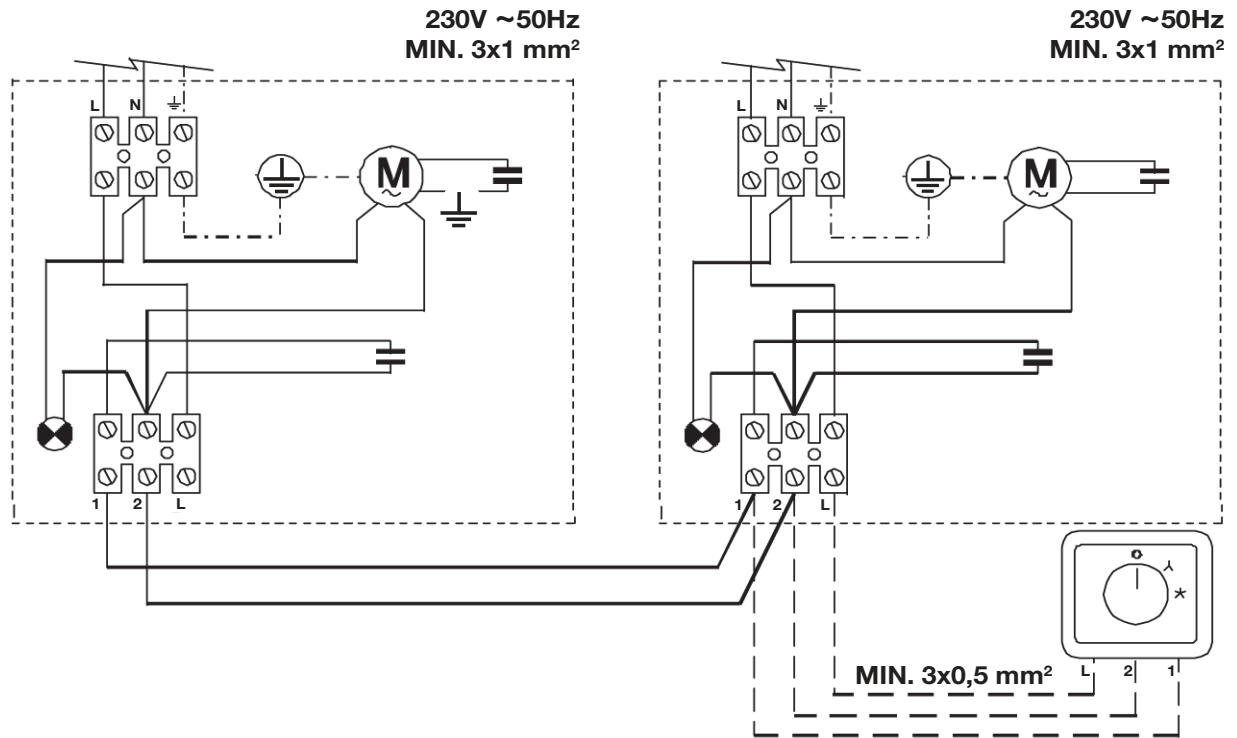 230V ~50Hz
MIN. 3x1 mm²
230V ~50Hz
MIN. 3x1 mm²
L N
L N
M
M
1 2 L
1 2 L
MIN. 3x0,5 mm²
L 2 1